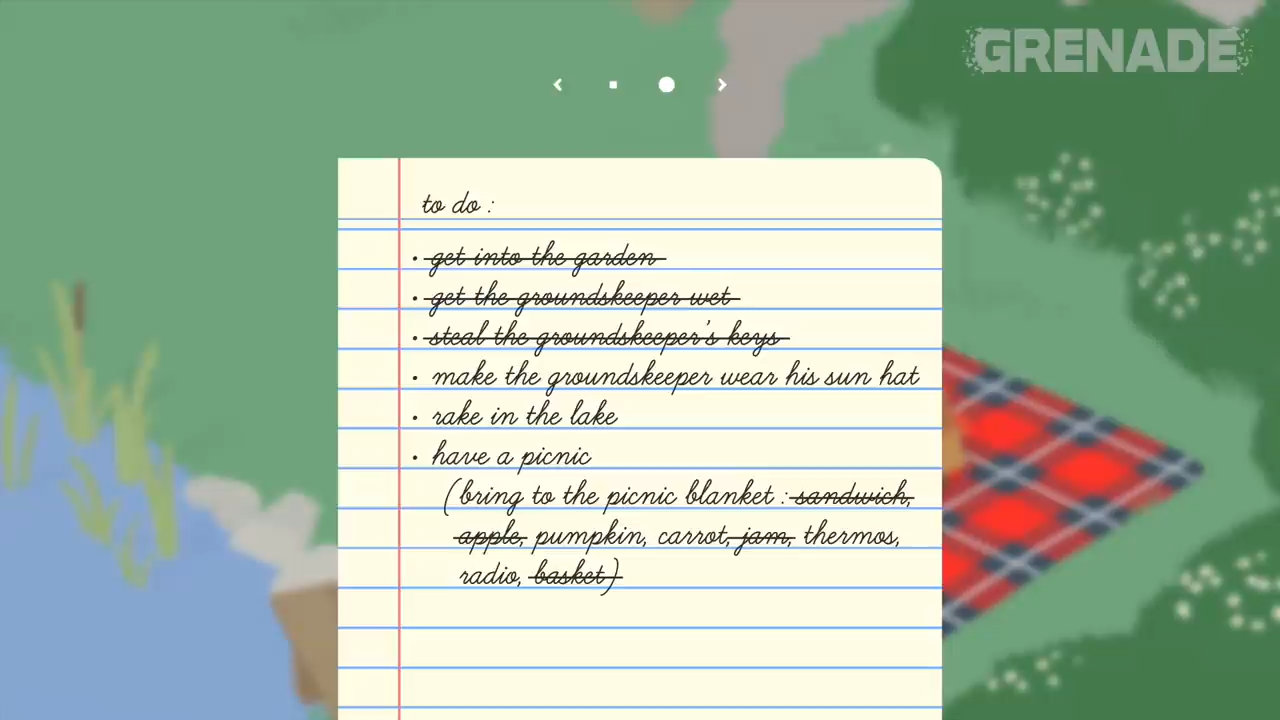 GRENADE
to do :
• get into the garden
• get the groundskeeper wet
• steal the groundskeeper's keys
• make the groundskeeper wear his sun hat
• rake in the lake
• have a picnic
(bring to the picnic blanket : sandwich,
apple, pumpkin, carrot, jam, thermos,
radio, basket)